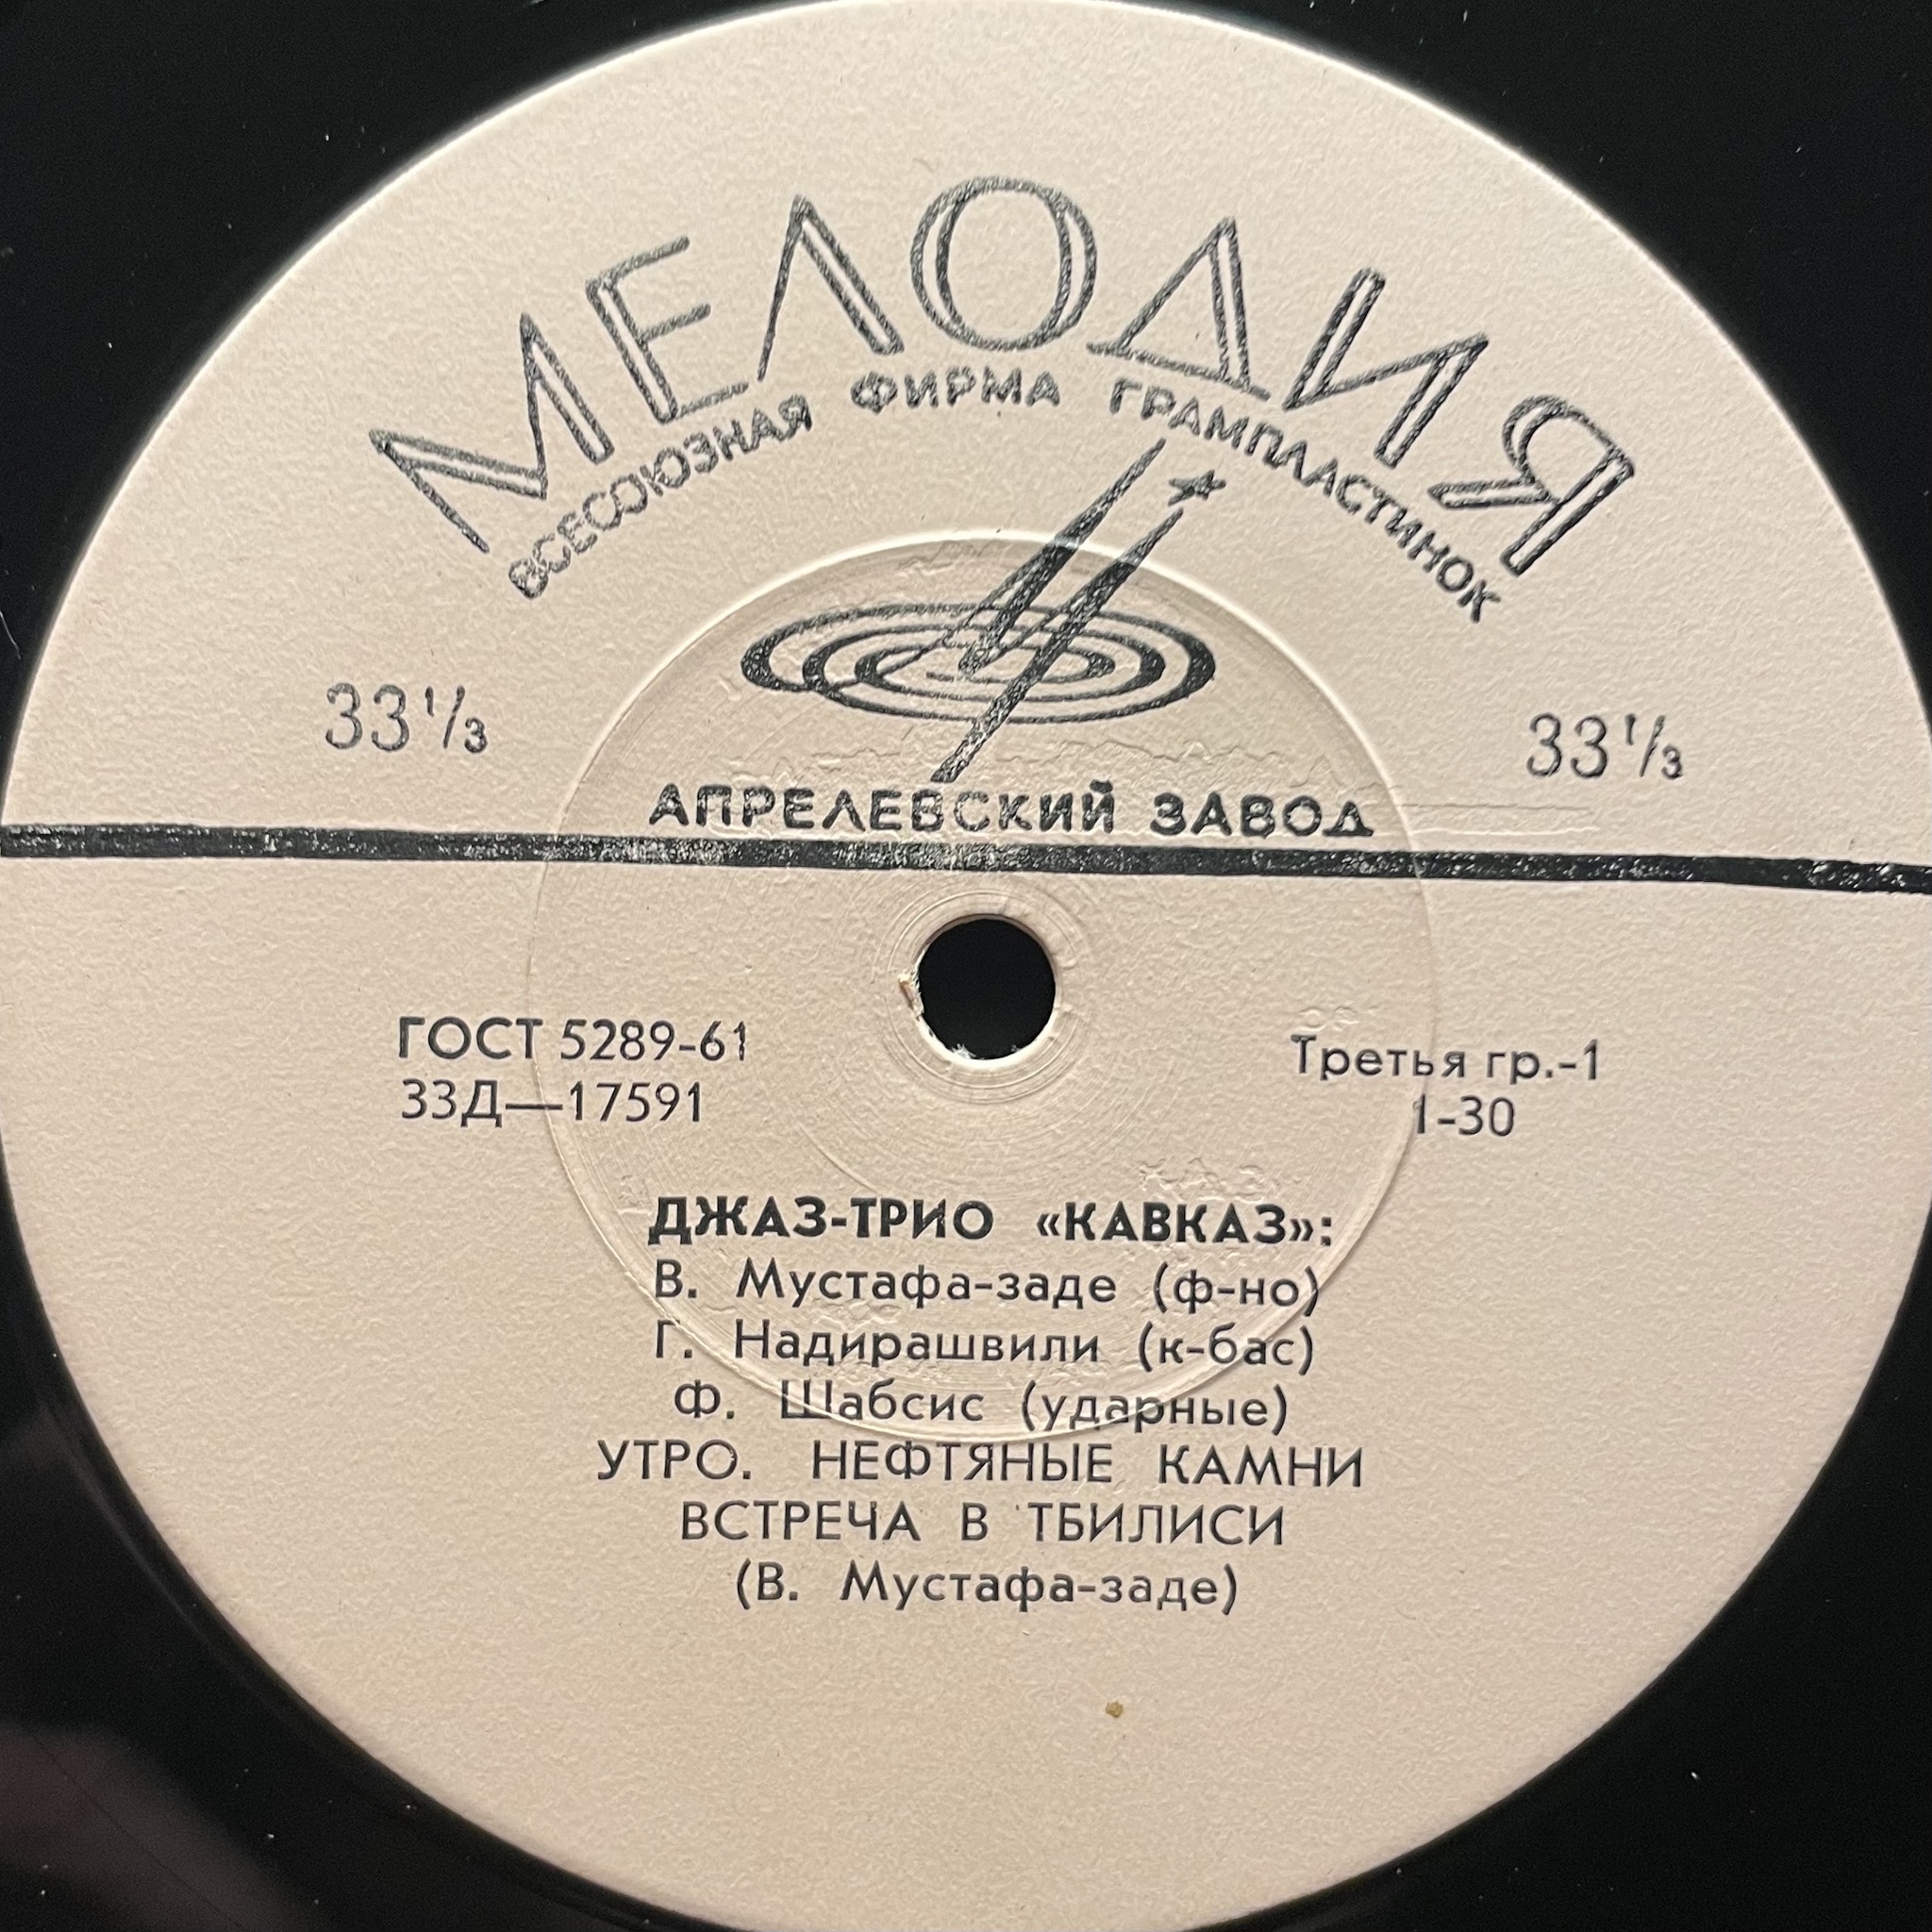 МЕЛОДИЯ
ВСЕСОЮЗНАЯ ФИРМА ГРАМПЛАСТИНОК
33⅓ 33⅓
АПРЕЛЕВСКИЙ ЗАВОД
ГОСТ 5289-61 Третья гр.-1
33Д—17591 1-30
ДЖАЗ-ТРИО «КАВКАЗ»:
В. Мустафа-заде (ф-но)
Г. Надирашвили (к-бас)
Ф. Шабсис (ударные)
УТРО. НЕФТЯНЫЕ КАМНИ
ВСТРЕЧА В ТБИЛИСИ
(В. Мустафа-заде)